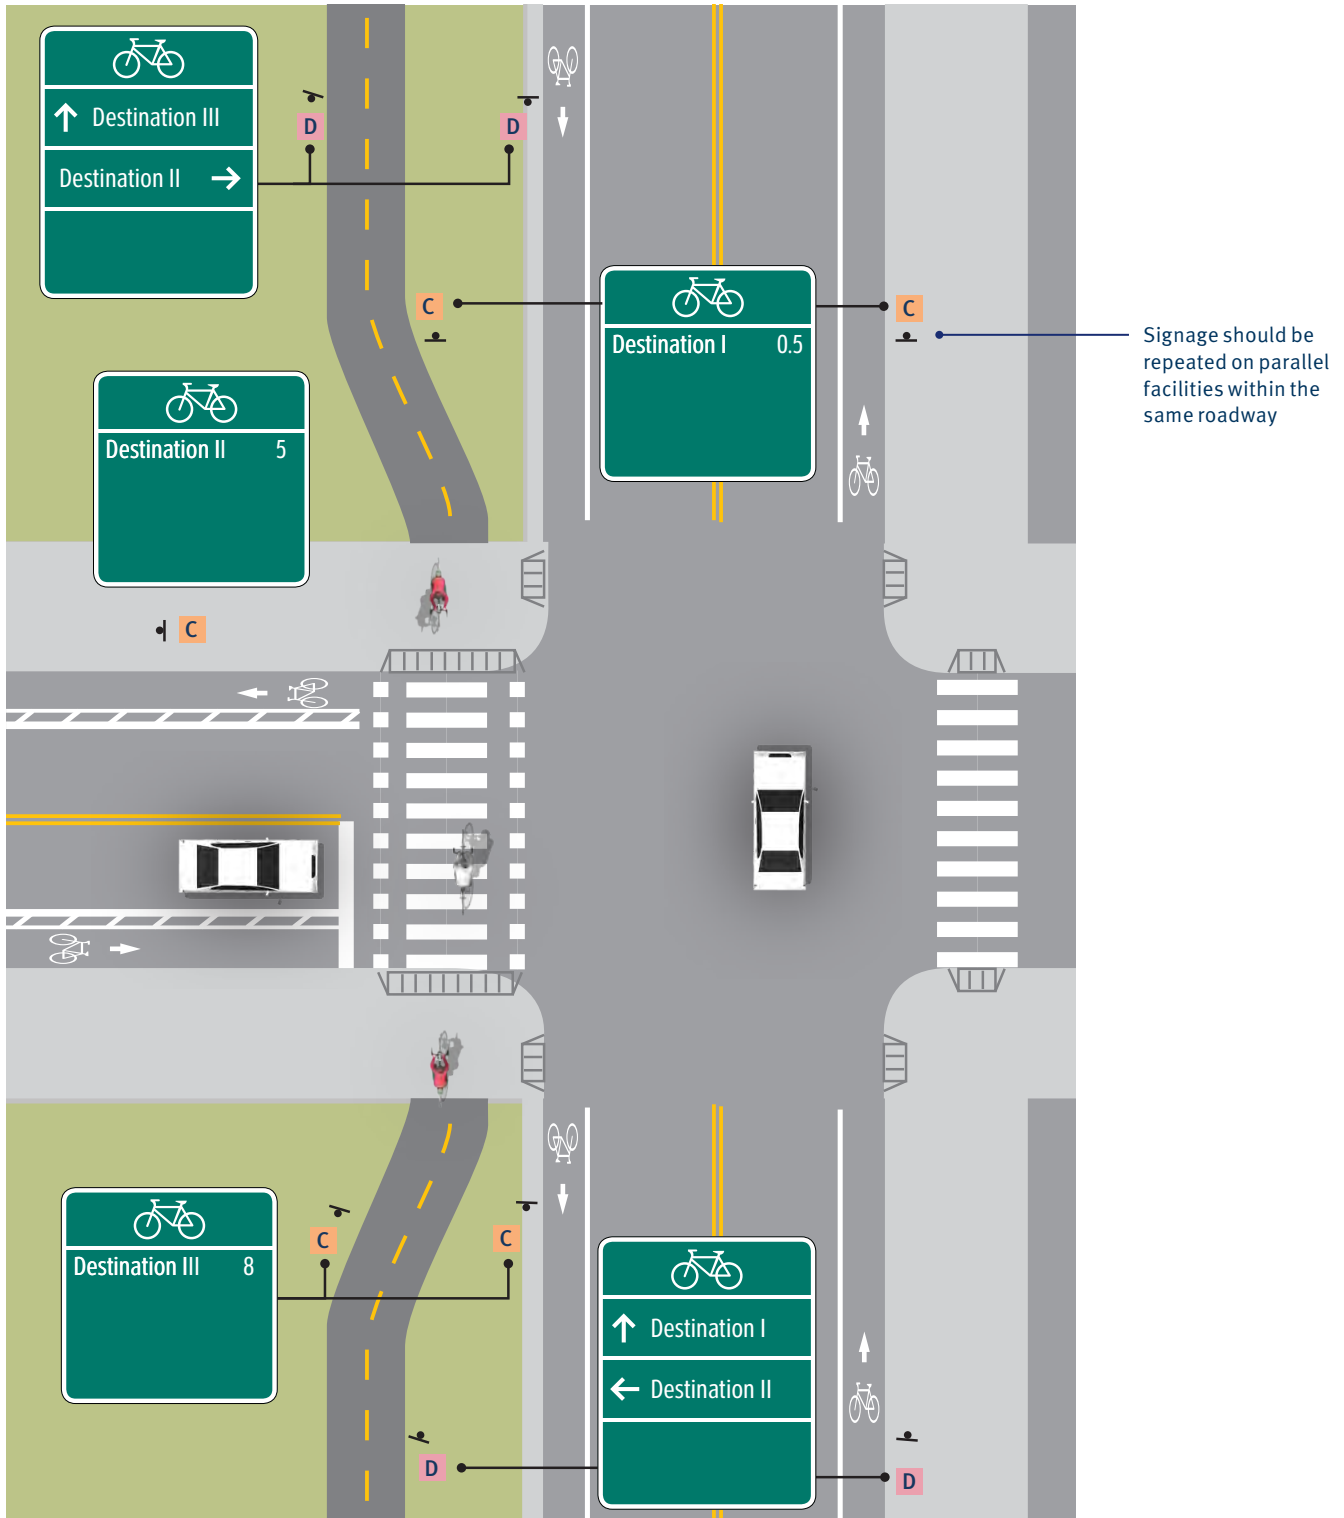 ↑ Destination III
Destination II →
D
D
C
Destination I 0.5
C
Signage should be
repeated on parallel
facilities within the
same roadway
Destination II 5
C
C
C
Destination III 8
↑ Destination I
← Destination II
D
D